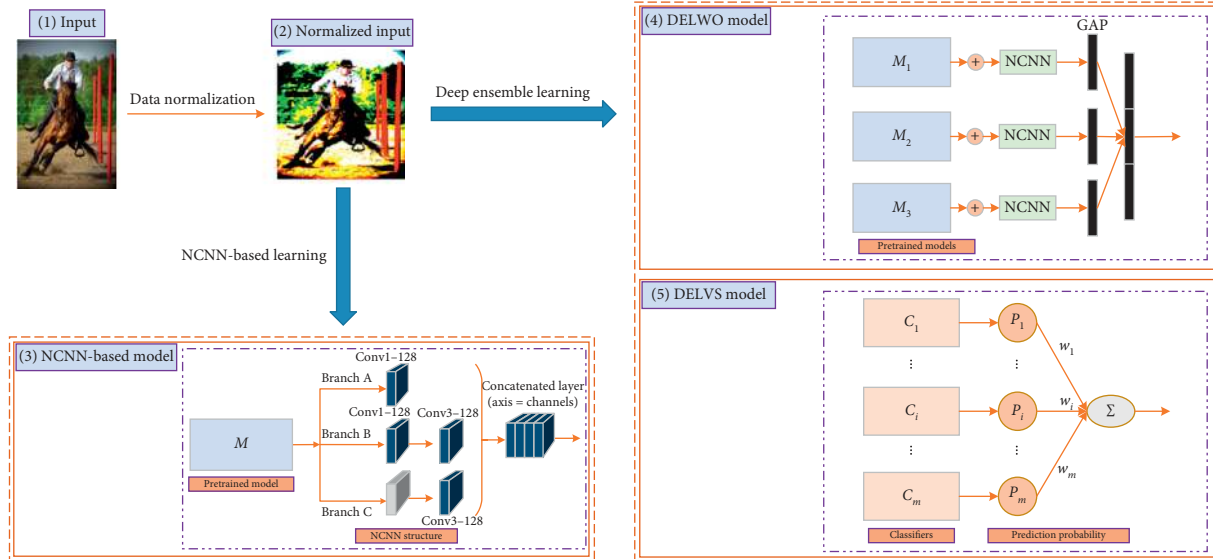 (1) Input
Data normalization
(2) Normalized input
Deep ensemble learning
NCNN-based learning
(3) NCNN-based model
M
Pretrained model
Branch A
Conv1–128
Branch B
Conv1–128
Conv3–128
Branch C
Conv3–128
NCNN structure
Concatenated layer
(axis = channels)
(4) DELWO model
GAP
M1
+
NCNN
M2
+
NCNN
M3
+
NCNN
Pretrained models
(5) DELVS model
C1
P1
w1
...
...
Ci
Pi
wi
Σ
...
...
Cm
Pm
wm
Classifiers
Prediction probability